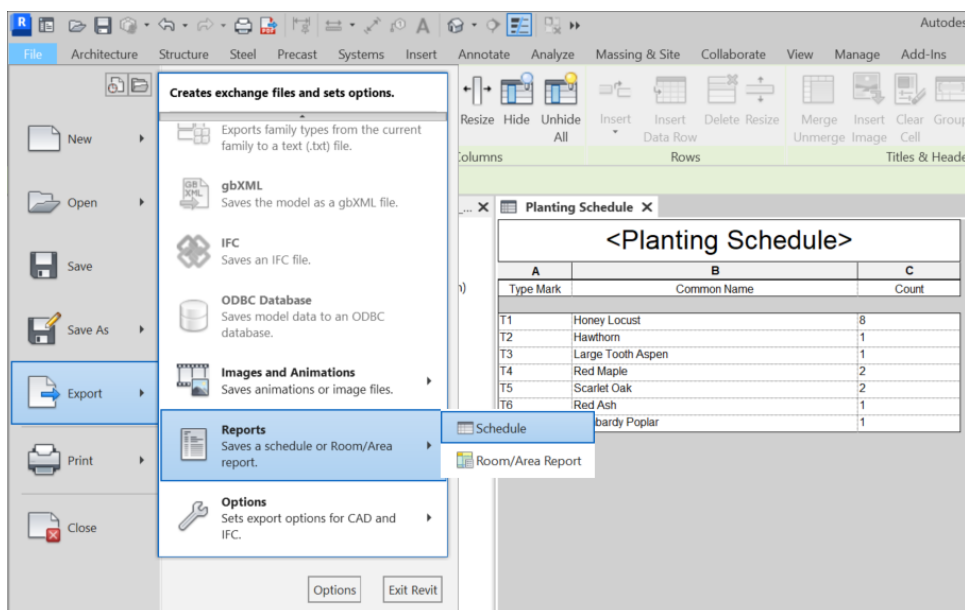 R
PDF
A
Autodes
File Architecture Structure Steel Precast Systems Insert Annotate Analyze Massing & Site Collaborate View Manage Add-Ins
Creates exchange files and sets options.
Exports family types from the current
family to a text (.txt) file.
gbXML
Saves the model as a gbXML file.
IFC
Saves an IFC file.
ODBC Database
Saves model data to an ODBC
database.
Images and Animations
Saves animations or image files.
Reports
Saves a schedule or Room/Area
report.
Options
Sets export options for CAD and
IFC.
New
Open
Save
Save As
Export
Print
Close
Options Exit Revit
Schedule
Room/Area Report
Resize Hide Unhide All
Insert Insert Data Row Delete Resize
Merge Unmerge Insert Image Clear Cell Group
Columns Rows Titles & Heade
Planting Schedule
<Planting Schedule>
A B C
Type Mark Common Name Count
T1 Honey Locust 8
T2 Hawthorn 1
T3 Large Tooth Aspen 1
T4 Red Maple 2
T5 Scarlet Oak 2
T6 Red Ash 1
bardy Poplar 1